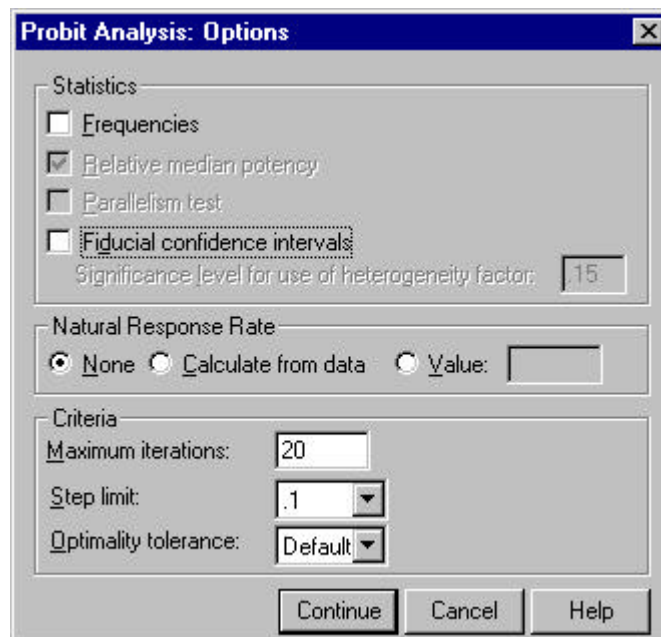 Probit Analysis: Options
Statistics
Frequencies
Relative median potency
Parallelism test
Fiducial confidence intervals
Significance level for use of heterogeneity factor: .15
Natural Response Rate
None Calculate from data Value:
Criteria
Maximum iterations: 20
Step limit: .1
Optimality tolerance: Default
Continue Cancel Help